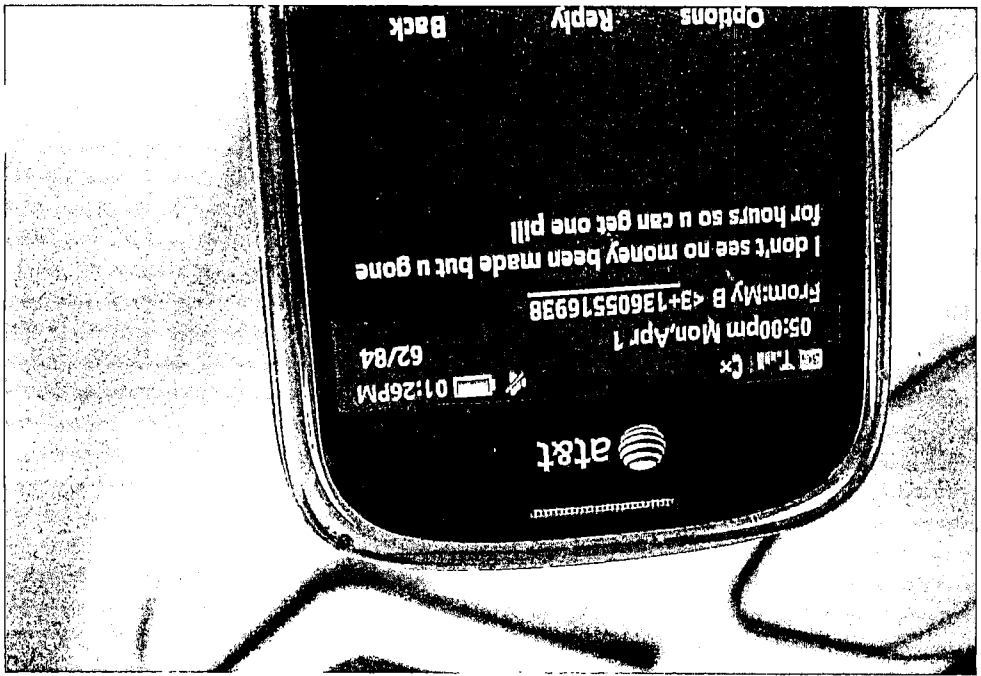 at&t
01:26PM
62/84
05:00pm Mon,Apr 1
From:My B <3+13605516938
I don't see no money been made but u gone
for hours so u can get one pill
Options Reply Back